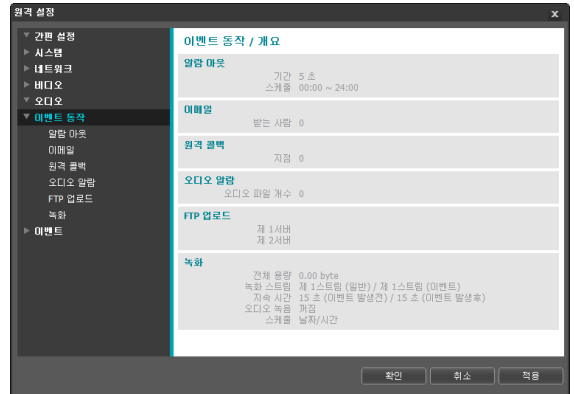 원격 설정
x
간편 설정
시스템
네트워크
비디오
오디오
이벤트 동작
알람 아웃
이메일
원격 콜백
오디오 알람
FTP 업로드
녹화
이벤트
이벤트 동작 / 개요
알람 아웃
기간 5 초
스케줄 00:00 ~ 24:00
이메일
받는 사람 0
원격 콜백
지점 0
오디오 알람
오디오 파일 개수 0
FTP 업로드
제 1서버
제 2서버
녹화
전체 용량 0.00 byte
녹화 스트림 제 1스트림 (일반) / 제 1스트림 (이벤트)
지속 시간 15 초 (이벤트 발생전) / 15 초 (이벤트 발생후)
오디오 녹음 꺼짐
스케줄 날짜/시간
확인
취소
적용